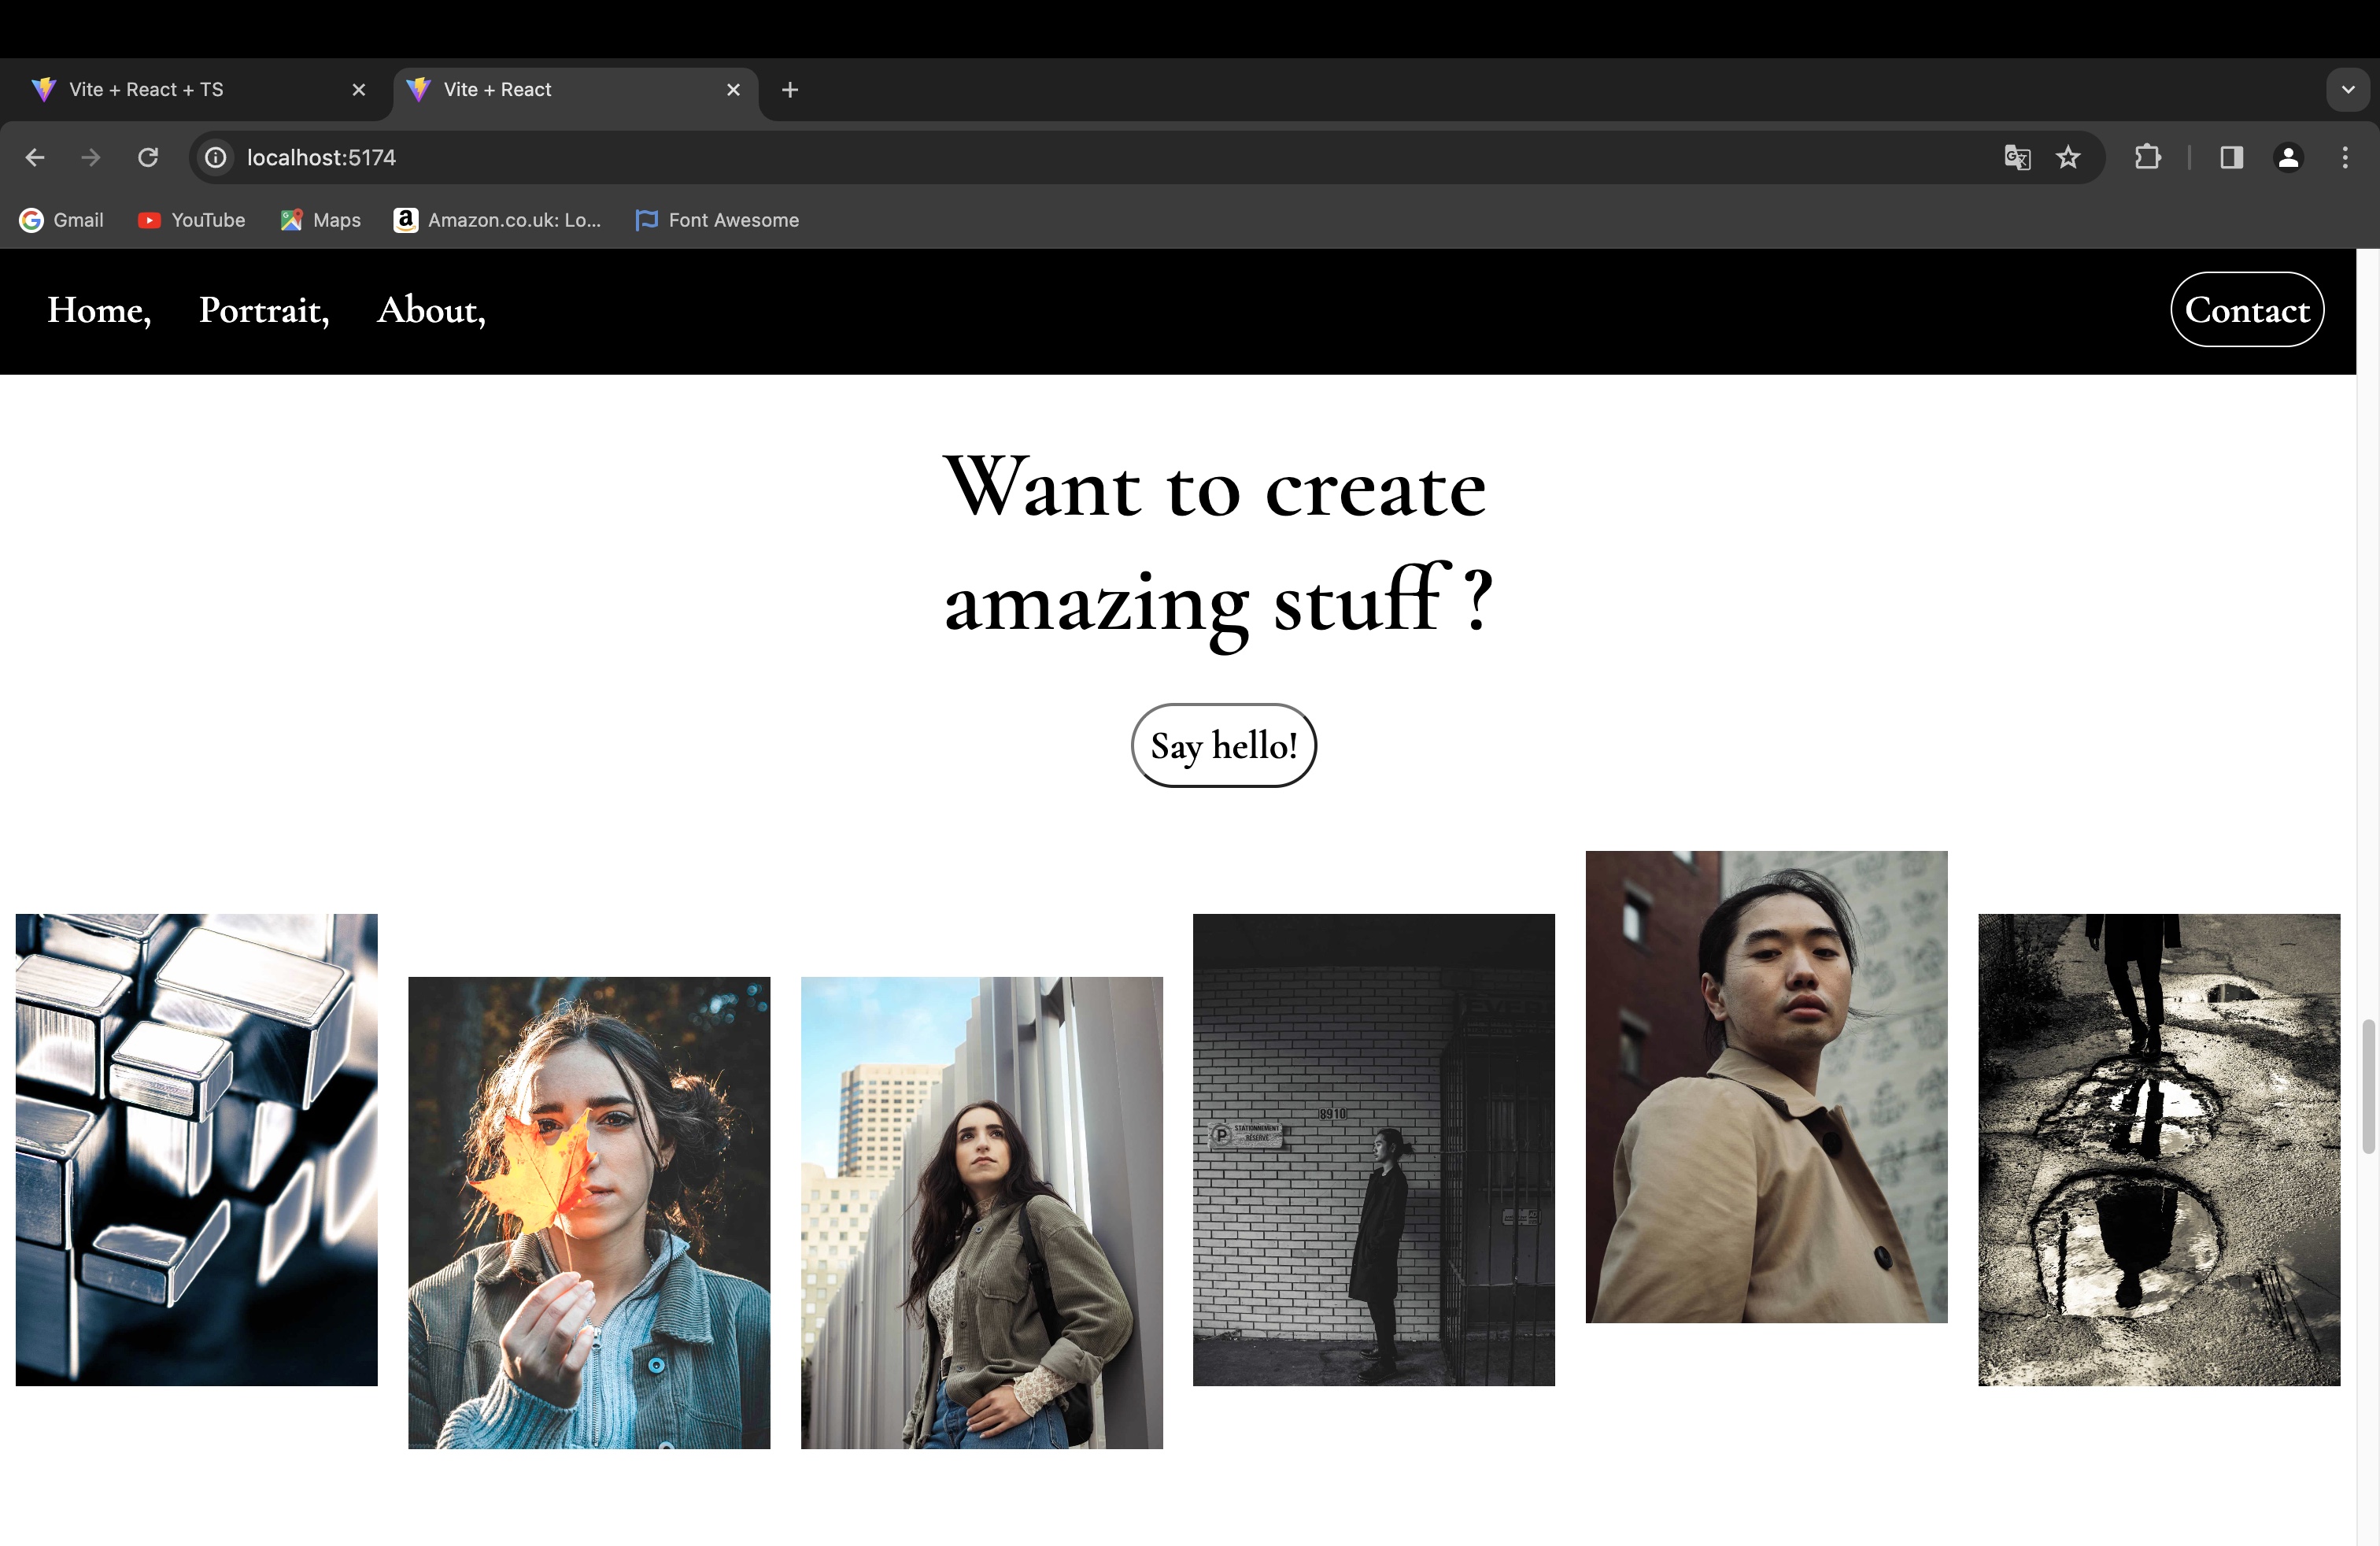 Vite + React + TS
Vite + React
localhost:5174
Gmail YouTube Maps Amazon.co.uk: Lo... Font Awesome
Home, Portrait, About, Contact
Want to create
amazing stuff ?
Say hello!
8910
P STATIONNEMENT
RÉSERVÉ